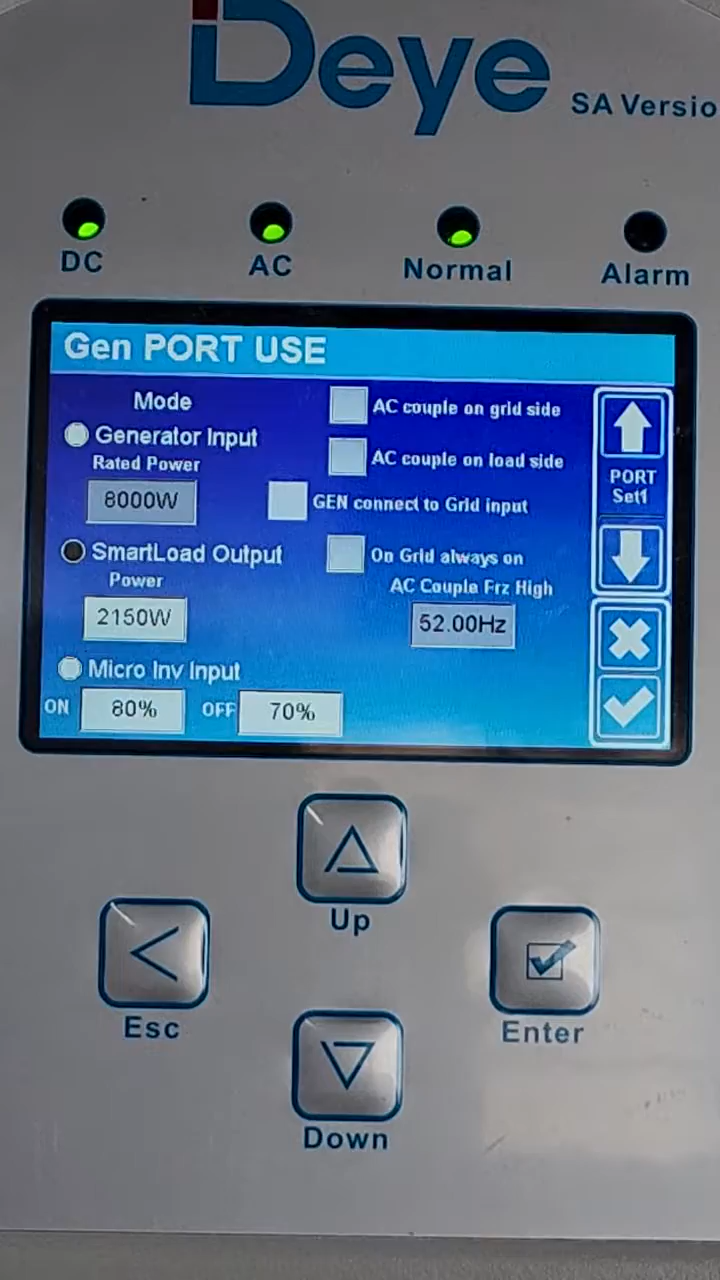 Deye
SA Versio
DC
AC
Normal
Alarm
Gen PORT USE
Mode
Generator Input
Rated Power
8000W
SmartLoad Output
Power
2150W
Micro Inv Input
ON 80% OFF 70%
AC couple on grid side
AC couple on load side
GEN connect to Grid input
On Grid always on
AC Couple Frz High
52.00Hz
PORT
Set1
Up
Esc
Enter
Down